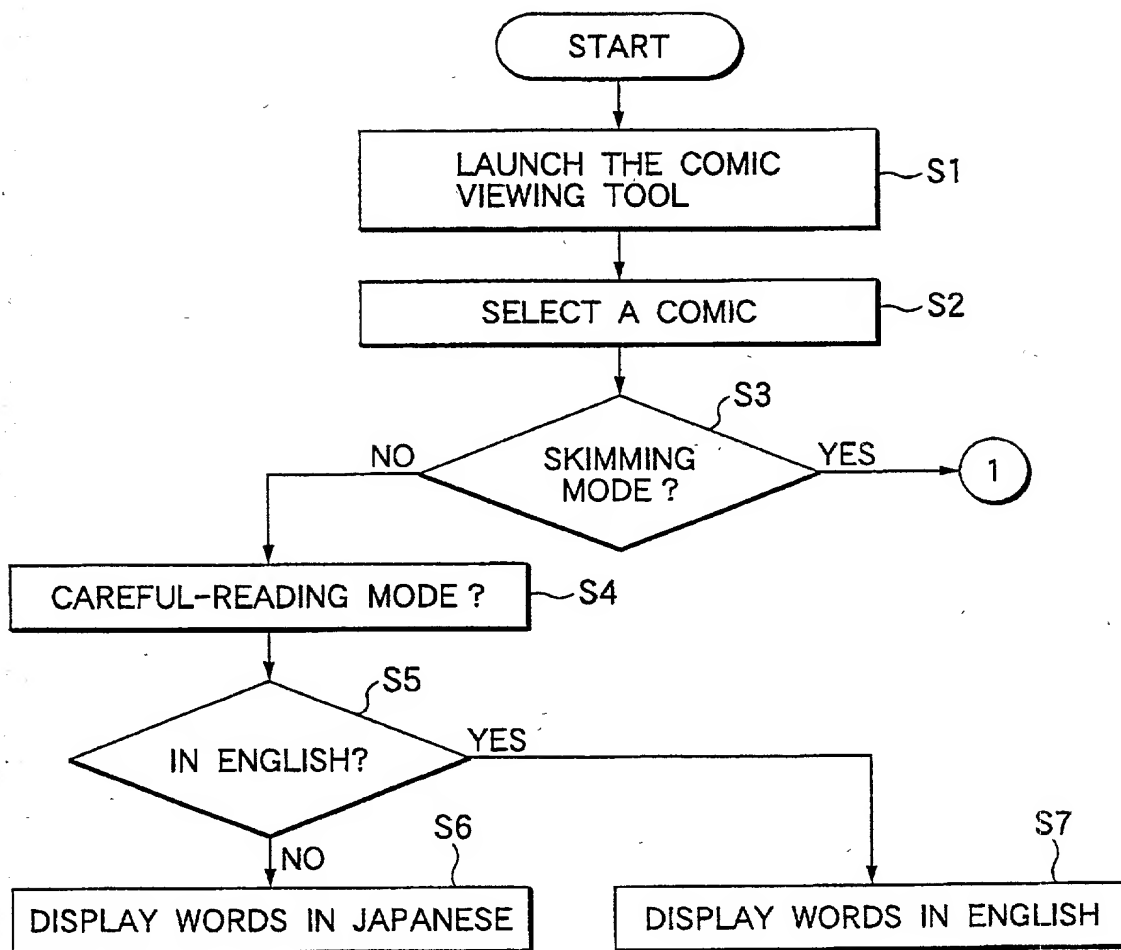 START
LAUNCH THE COMIC
VIEWING TOOL
S1
SELECT A COMIC
S2
S3
SKIMMING
MODE?
NO
YES
1
CAREFUL-READING MODE?
S4
S5
IN ENGLISH?
YES
NO
S6
DISPLAY WORDS IN JAPANESE
S7
DISPLAY WORDS IN ENGLISH